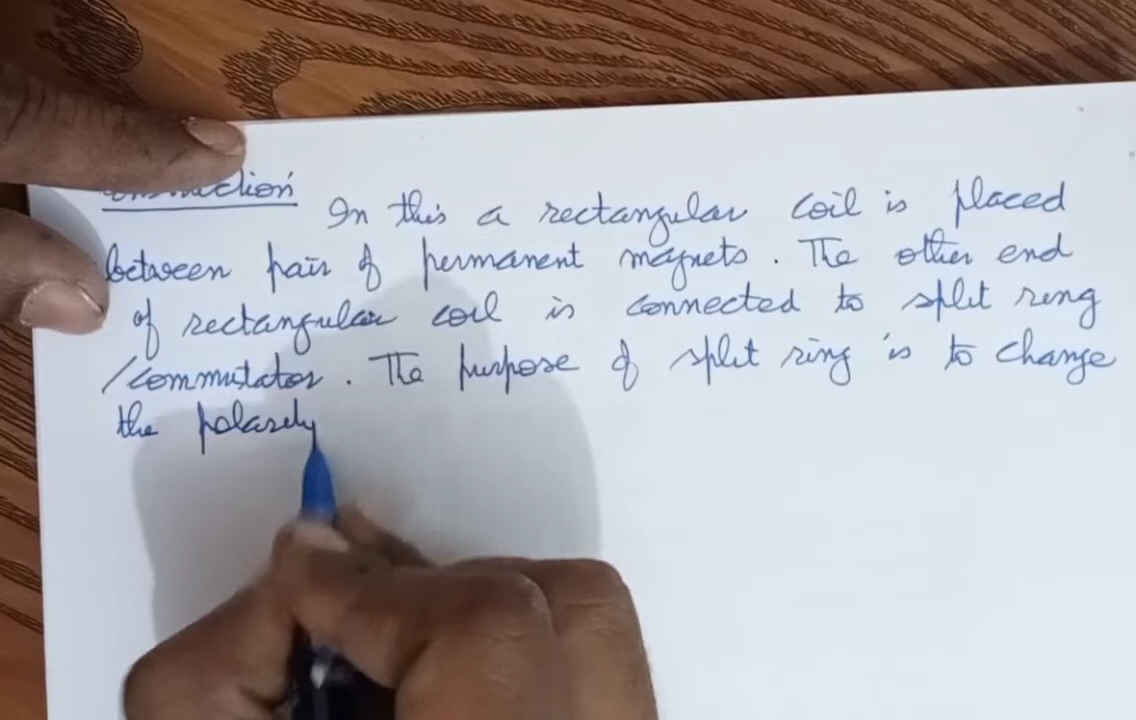 Construction
In this a rectangular coil is placed
between pair of permanent magnets. The other end
of rectangular coil is connected to split ring
/commutator. The purpose of split ring is to change
the polarity